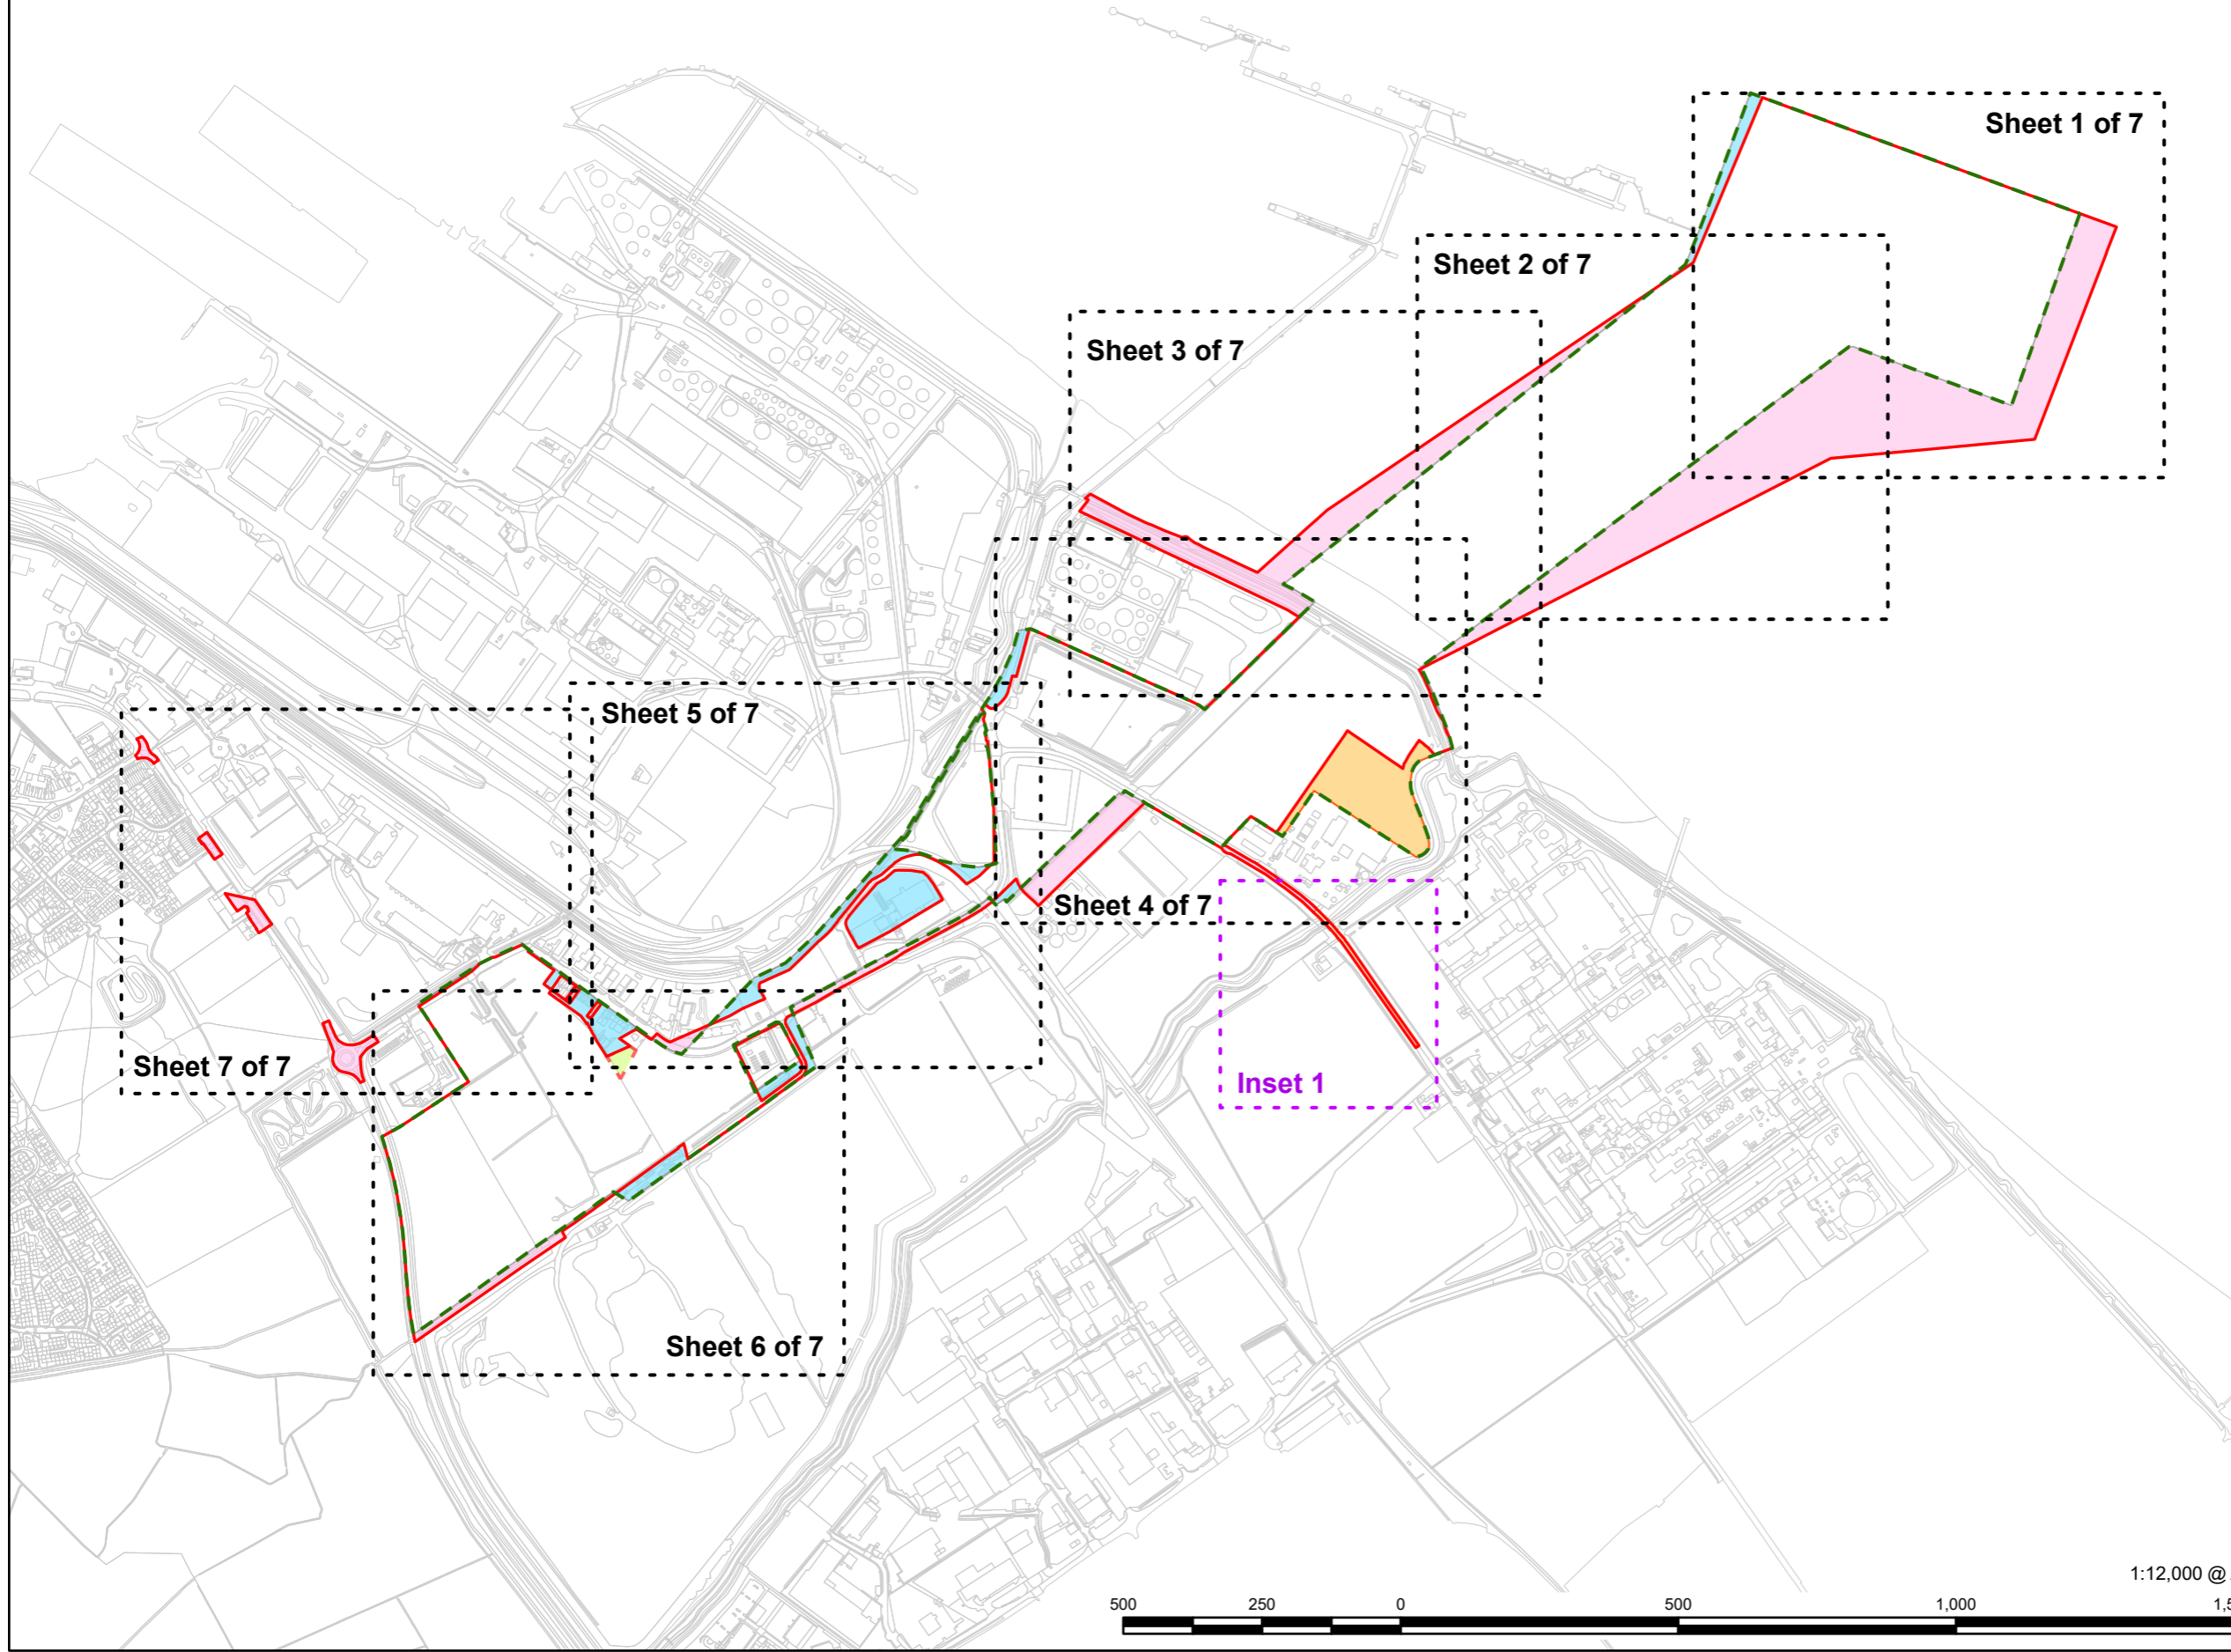 Sheet 1 of 7
Sheet 2 of 7
Sheet 3 of 7
Sheet 5 of 7
Sheet 4 of 7
Sheet 7 of 7
Inset 1
Sheet 6 of 7
1:12,000 @
500 250 0 500 1,000